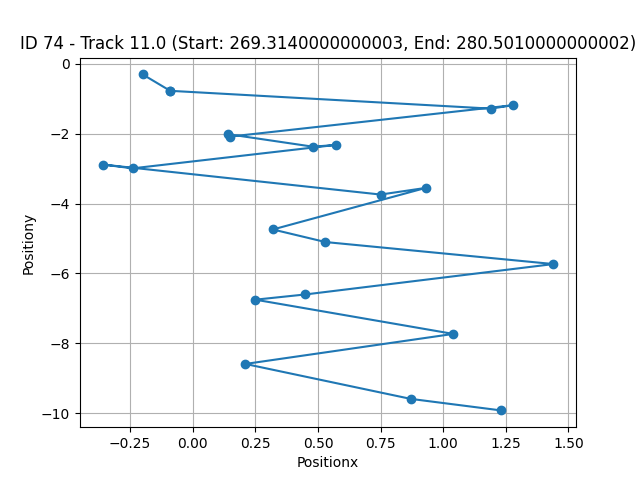 ID 74 - Track 11.0 (Start: 269.3140000000003, End: 280.5010000000002)
0
−2
−4
−6
−8
−10
Positiony
−0.25 0.00 0.25 0.50 0.75 1.00 1.25 1.50
Positionx